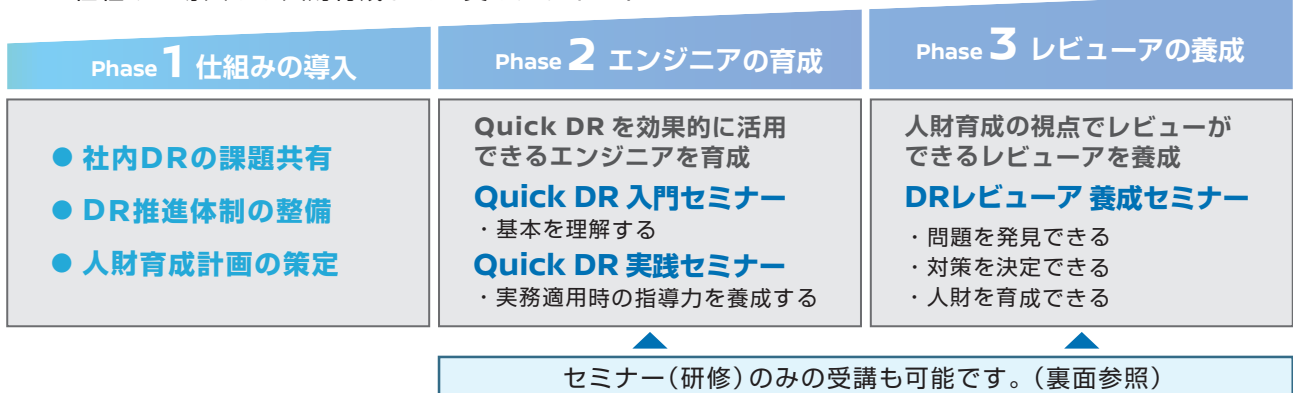 Phase 1 仕組みの導入
● 社内DRの課題共有
● DR推進体制の整備
● 人財育成計画の策定
Phase 2 エンジニアの育成
Quick DR を効果的に活用
できるエンジニアを育成
Quick DR 入門セミナー
・基本を理解する
Quick DR 実践セミナー
・実務適用時の指導力を養成する
Phase 3 レビューアの養成
人財育成の視点でレビューが
できるレビューアを養成
DRレビューア 養成セミナー
・問題を発見できる
・対策を決定できる
・人財を育成できる
セミナー(研修)のみの受講も可能です。(裏面参照)